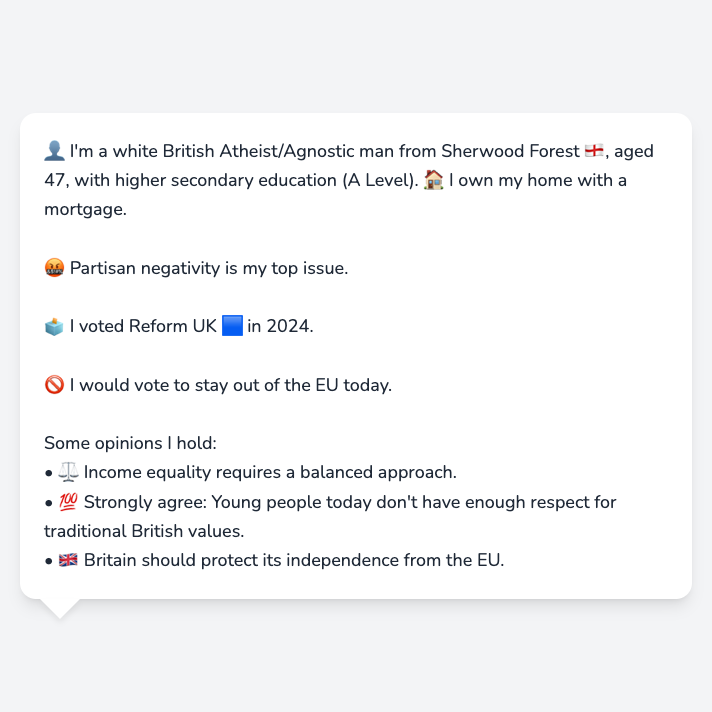 👤 I'm a white British Atheist/Agnostic man from Sherwood Forest 🏴󠁧󠁢󠁥󠁮󠁧󠁿, aged
47, with higher secondary education (A Level). 🏠 I own my home with a
mortgage.
🤬 Partisan negativity is my top issue.
🗳️ I voted Reform UK 🟦 in 2024.
🚫 I would vote to stay out of the EU today.
Some opinions I hold:
• ⚖️ Income equality requires a balanced approach.
• 💯 Strongly agree: Young people today don't have enough respect for
traditional British values.
• 🇬🇧 Britain should protect its independence from the EU.